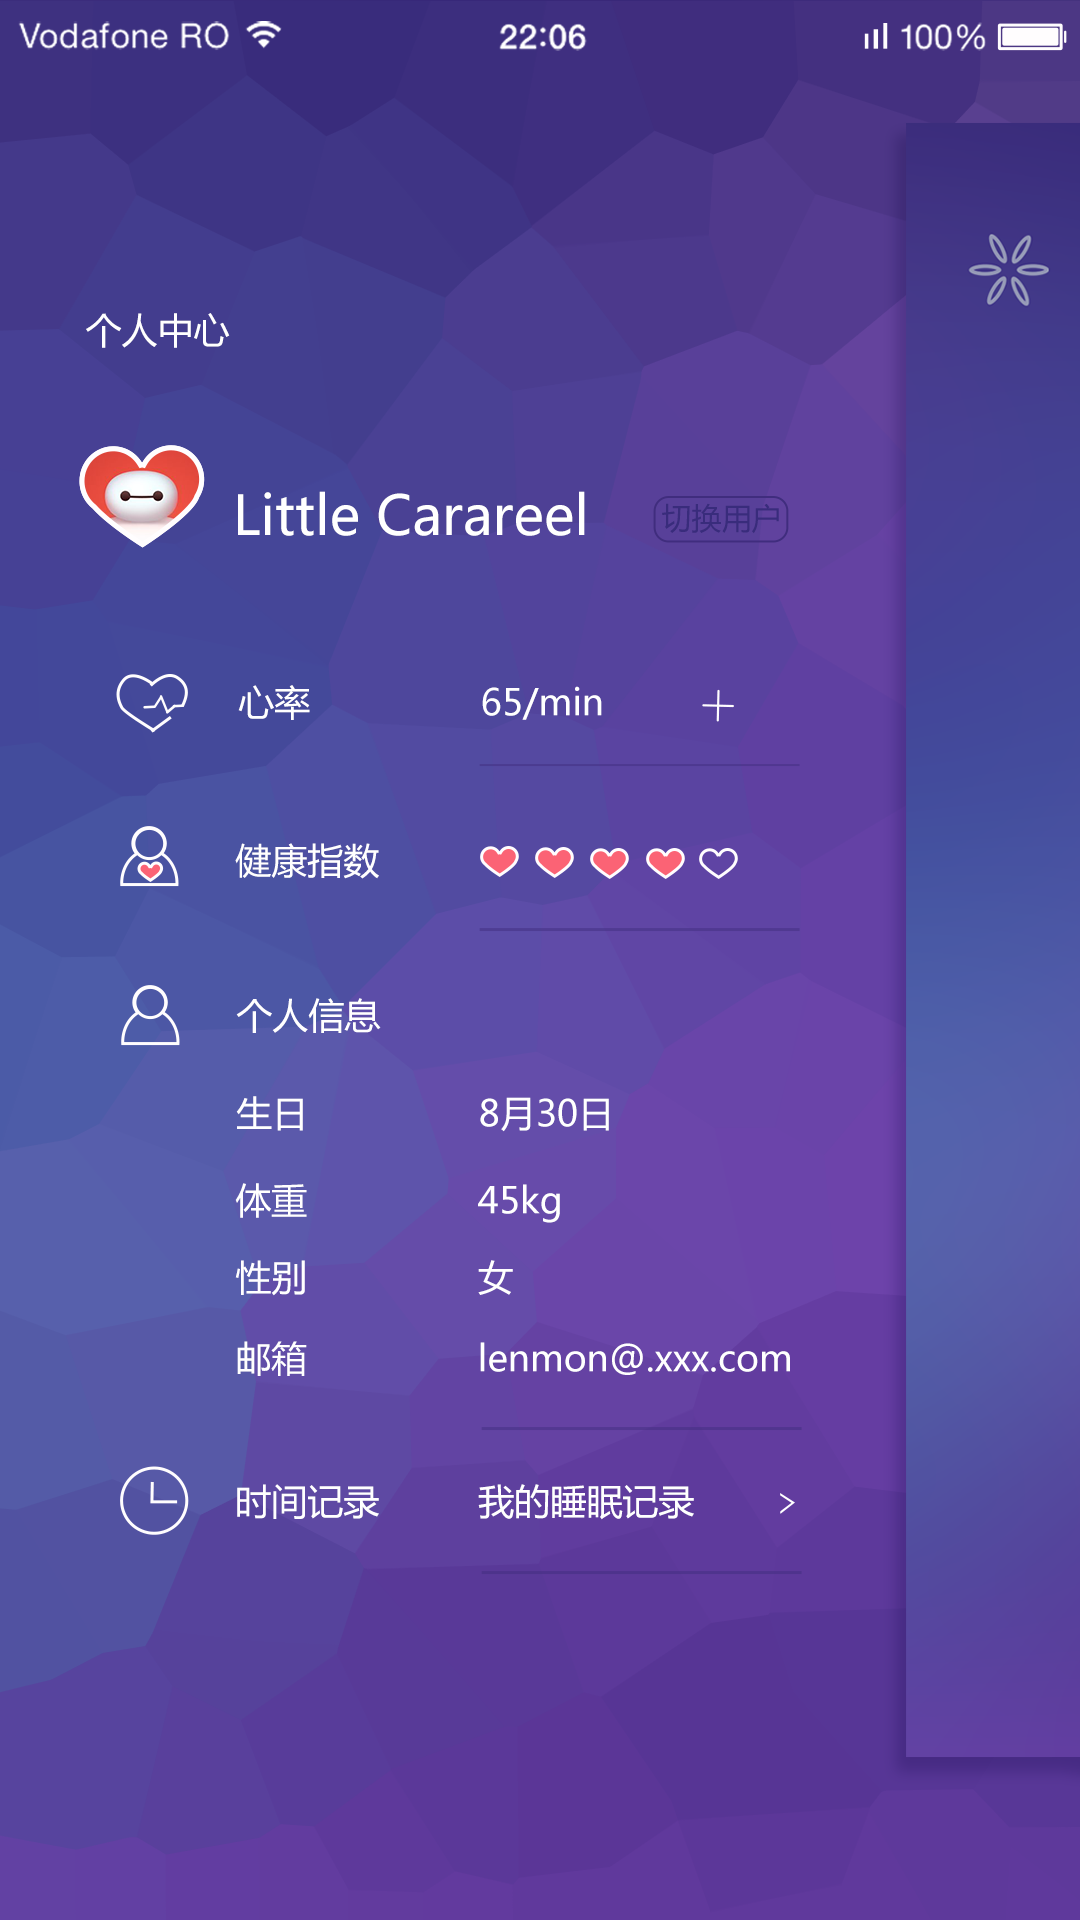 Vodafone RO 22:06 100%
个人中心
Little Carareel 切换用户
心率 65/min +
健康指数
个人信息
生日 8月30日
体重 45kg
性别 女
邮箱 lenmon@.xxx.com
时间记录 我的睡眠记录 >